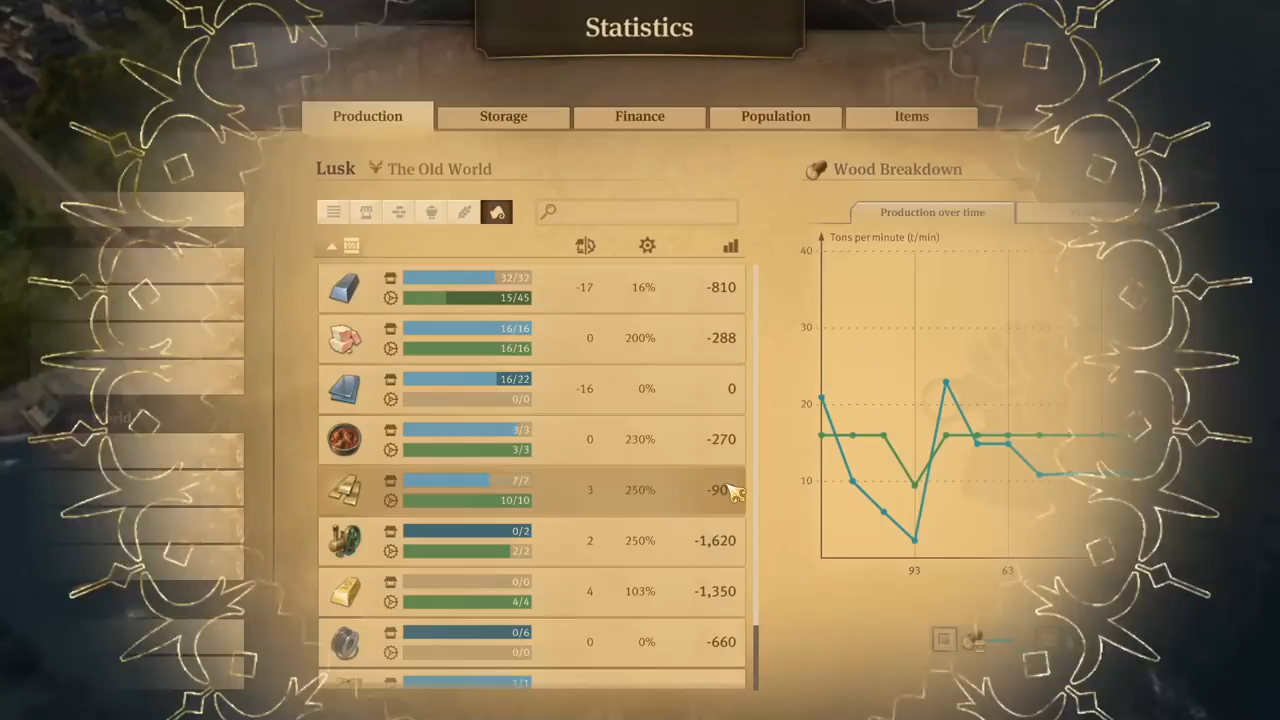 Statistics
Production Storage Finance Population Items
Lusk The Old World
Wood Breakdown
Production over time
Tons per minute (t/min)
32/32
15/45
-17 16% -810
16/16
16/16
0 200% -288
16/22
0/0
-16 0% 0
3/3
3/3
0 230% -270
7/7
10/10
3 250%
0/2
2/2
2 250% -1,620
0/0
4/4
4 103% -1,350
0/6
0/0
0 0% -660
1/1
40
30
20
10
93 63